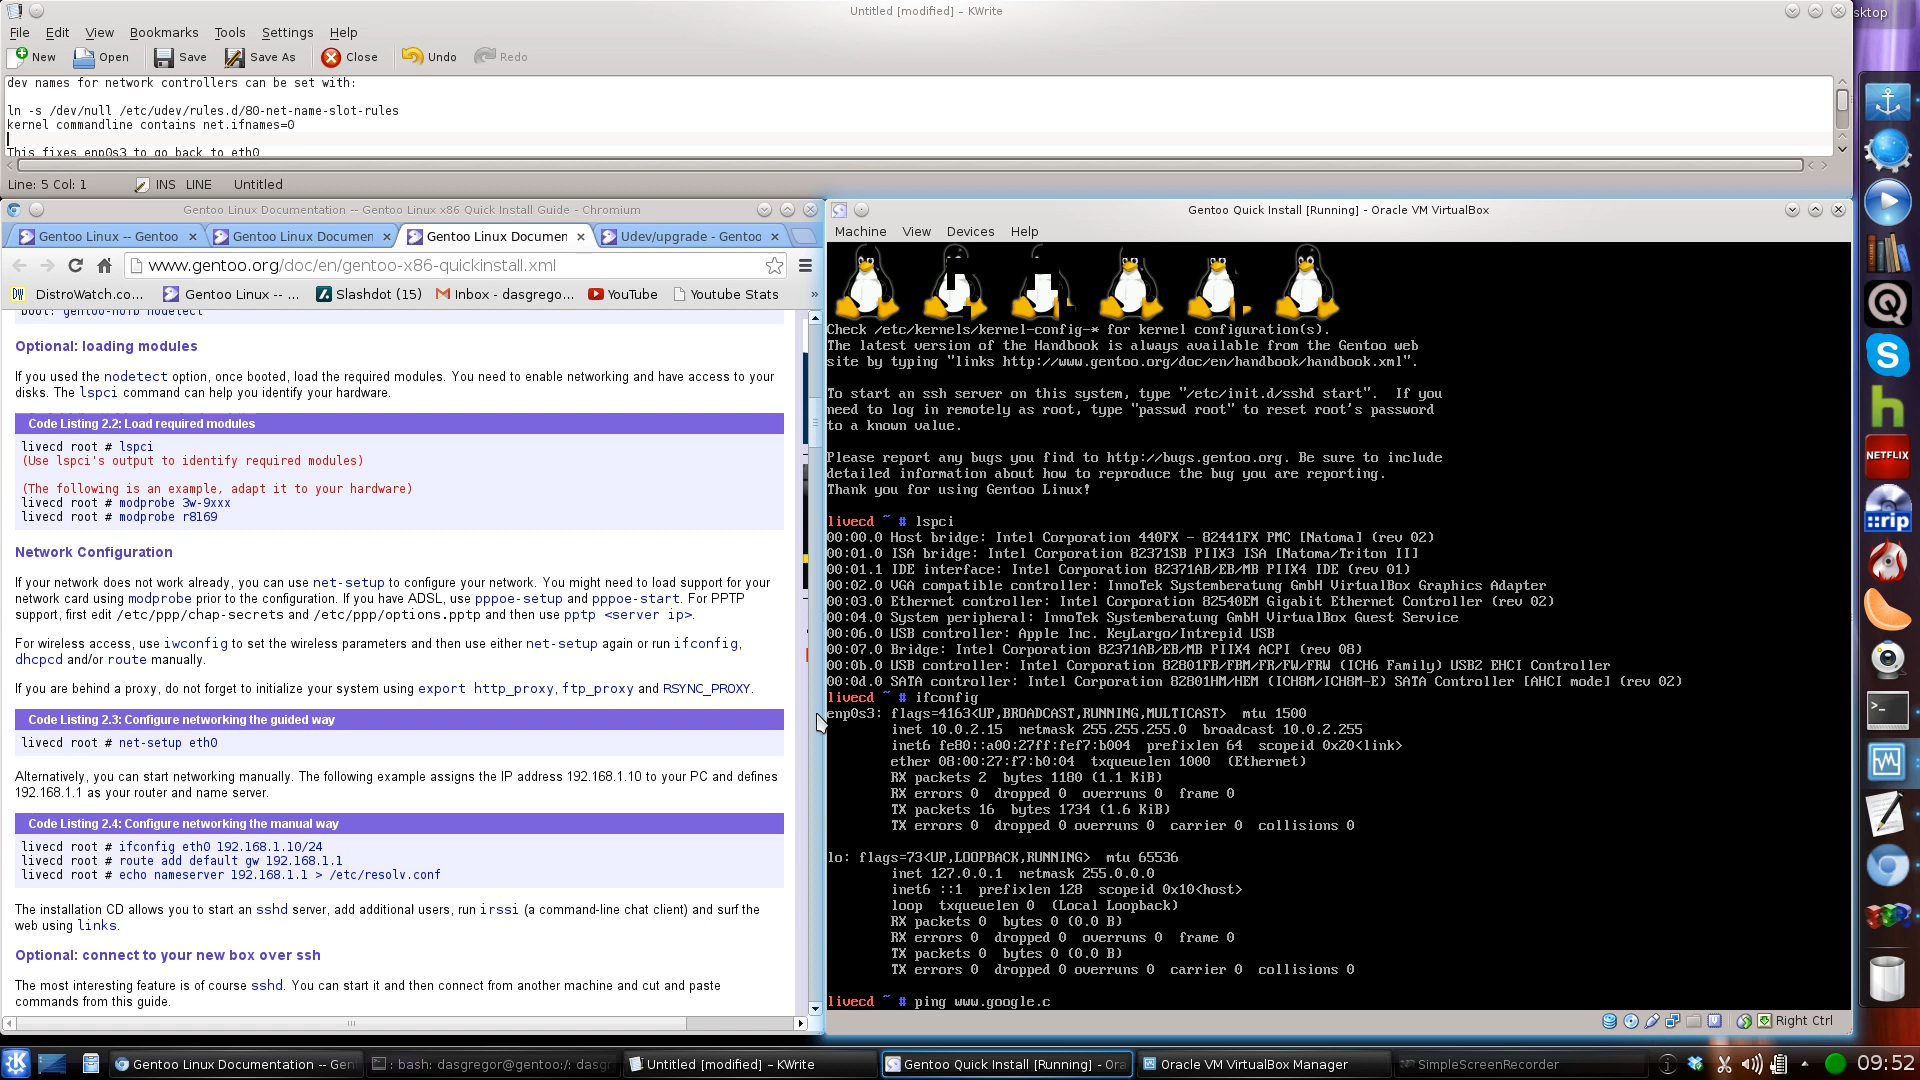 Untitled [modified] – KWrite
sktop
File Edit View Bookmarks Tools Settings Help
New Open Save Save As Close Undo Redo
dev names for network controllers can be set with:
ln -s /dev/null /etc/udev/rules.d/80-net-name-slot-rules
kernel commandline contains net.ifnames=0
This fixes enp0s3 to go back to eth0
Line: 5 Col: 1 INS LINE Untitled
Gentoo Linux Documentation -- Gentoo Linux x86 Quick Install Guide - Chromium
Gentoo Linux -- Gentoo Gentoo Linux Documen Gentoo Linux Documen Udev/upgrade - Gentoo
www.gentoo.org/doc/en/gentoo-x86-quickinstall.xml
DistroWatch.co... Gentoo Linux -- ... Slashdot (15) Inbox - dasgrego... YouTube Youtube Stats »
boot: gentoo-nofb nodetect
Optional: loading modules
If you used the nodetect option, once booted, load the required modules. You need to enable networking and have access to your
disks. The lspci command can help you identify your hardware.
Code Listing 2.2: Load required modules
livecd root # lspci
(Use lspci's output to identify required modules)
(The following is an example, adapt it to your hardware)
livecd root # modprobe 3w-9xxx
livecd root # modprobe r8169
Network Configuration
If your network does not work already, you can use net-setup to configure your network. You might need to load support for your
network card using modprobe prior to the configuration. If you have ADSL, use pppoe-setup and pppoe-start. For PPTP
support, first edit /etc/ppp/chap-secrets and /etc/ppp/options.pptp and then use pptp <server ip>.
For wireless access, use iwconfig to set the wireless parameters and then use either net-setup again or run ifconfig,
dhcpcd and/or route manually.
If you are behind a proxy, do not forget to initialize your system using export http_proxy, ftp_proxy and RSYNC_PROXY.
Code Listing 2.3: Configure networking the guided way
livecd root # net-setup eth0
Alternatively, you can start networking manually. The following example assigns the IP address 192.168.1.10 to your PC and defines
192.168.1.1 as your router and name server.
Code Listing 2.4: Configure networking the manual way
livecd root # ifconfig eth0 192.168.1.10/24
livecd root # route add default gw 192.168.1.1
livecd root # echo nameserver 192.168.1.1 > /etc/resolv.conf
The installation CD allows you to start an sshd server, add additional users, run irssi (a command-line chat client) and surf the
web using links.
Optional: connect to your new box over ssh
The most interesting feature is of course sshd. You can start it and then connect from another machine and cut and paste
commands from this guide.
Gentoo Quick Install [Running] - Oracle VM VirtualBox
Machine View Devices Help
Check /etc/kernels/kernel-config-* for kernel configuration(s).
The latest version of the Handbook is always available from the Gentoo web
site by typing "links http://www.gentoo.org/doc/en/handbook/handbook.xml".
To start an ssh server on this system, type "/etc/init.d/sshd start". If you
need to log in remotely as root, type "passwd root" to reset root's password
to a known value.
Please report any bugs you find to http://bugs.gentoo.org. Be sure to include
detailed information about how to reproduce the bug you are reporting.
Thank you for using Gentoo Linux!
livecd ~ # lspci
00:00.0 Host bridge: Intel Corporation 440FX - 82441FX PMC [Natoma] (rev 02)
00:01.0 ISA bridge: Intel Corporation 82371SB PIIX3 ISA [Natoma/Triton II]
00:01.1 IDE interface: Intel Corporation 82371AB/EB/MB PIIX4 IDE (rev 01)
00:02.0 VGA compatible controller: InnoTek Systemberatung GmbH VirtualBox Graphics Adapter
00:03.0 Ethernet controller: Intel Corporation 82540EM Gigabit Ethernet Controller (rev 02)
00:04.0 System peripheral: InnoTek Systemberatung GmbH VirtualBox Guest Service
00:06.0 USB controller: Apple Inc. KeyLargo/Intrepid USB
00:07.0 Bridge: Intel Corporation 82371AB/EB/MB PIIX4 ACPI (rev 08)
00:0b.0 USB controller: Intel Corporation 82801FB/FBM/FR/FW/FRW (ICH6 Family) USB2 EHCI Controller
00:0d.0 SATA controller: Intel Corporation 82801HM/HEM (ICH8M/ICH8M-E) SATA Controller [AHCI mode] (rev 02)
livecd ~ # ifconfig
enp0s3: flags=4163<UP,BROADCAST,RUNNING,MULTICAST> mtu 1500
inet 10.0.2.15 netmask 255.255.255.0 broadcast 10.0.2.255
inet6 fe80::a00:27ff:fef7:b004 prefixlen 64 scopeid 0x20<link>
ether 08:00:27:f7:b0:04 txqueuelen 1000 (Ethernet)
RX packets 2 bytes 1180 (1.1 KiB)
RX errors 0 dropped 0 overruns 0 frame 0
TX packets 16 bytes 1734 (1.6 KiB)
TX errors 0 dropped 0 overruns 0 carrier 0 collisions 0
lo: flags=73<UP,LOOPBACK,RUNNING> mtu 65536
inet 127.0.0.1 netmask 255.0.0.0
inet6 ::1 prefixlen 128 scopeid 0x10<host>
loop txqueuelen 0 (Local Loopback)
RX packets 0 bytes 0 (0.0 B)
RX errors 0 dropped 0 overruns 0 frame 0
TX packets 0 bytes 0 (0.0 B)
TX errors 0 dropped 0 overruns 0 carrier 0 collisions 0
livecd ~ # ping www.google.c
Right Ctrl
NETFLIX
::rip
Gentoo Linux Documentation -- Gen : bash: dasgregor@gentoo:/: dasg Untitled [modified] – KWrite Gentoo Quick Install [Running] - Ora Oracle VM VirtualBox Manager SimpleScreenRecorder 09:52